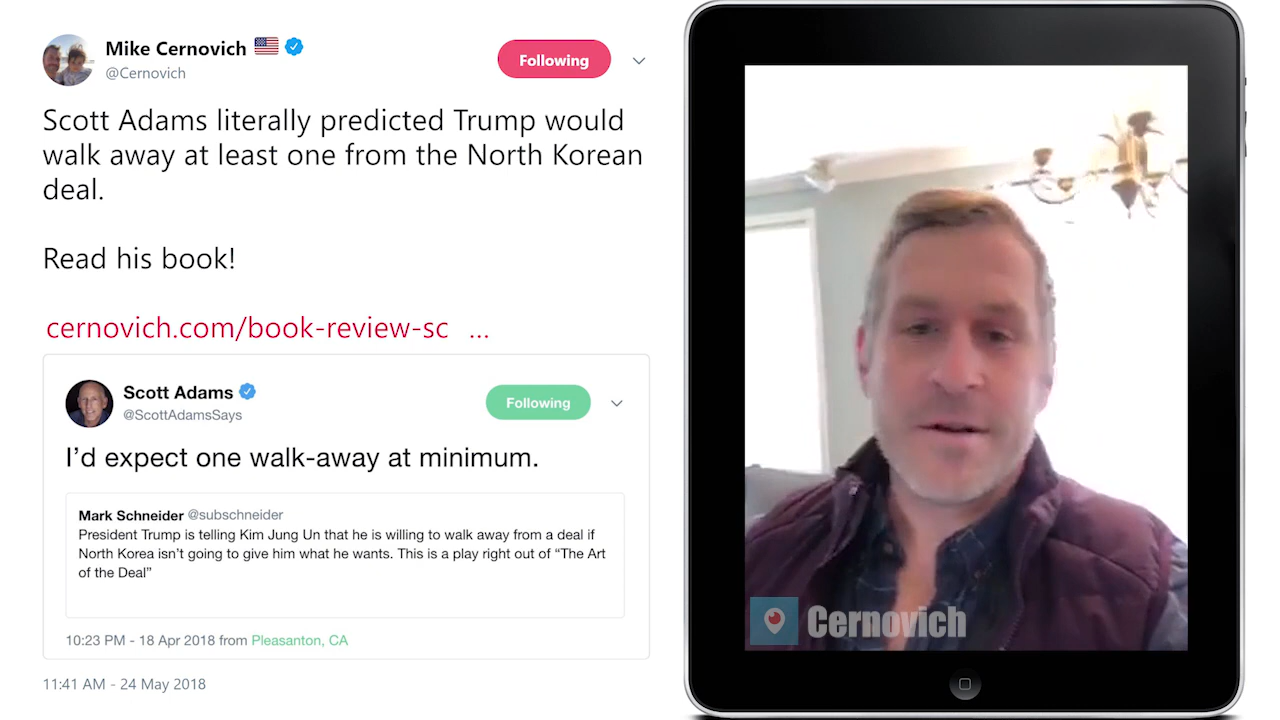 Mike Cernovich
@Cernovich
Following
Scott Adams literally predicted Trump would
walk away at least one from the North Korean
deal.
Read his book!
cernovich.com/book-review-sc ...
Scott Adams
@ScottAdamsSays
Following
I'd expect one walk-away at minimum.
Mark Schneider @subschneider
President Trump is telling Kim Jung Un that he is willing to walk away from a deal if
North Korea isn't going to give him what he wants. This is a play right out of "The Art
of the Deal"
10:23 PM - 18 Apr 2018 from Pleasanton, CA
11:41 AM - 24 May 2018
Cernovich